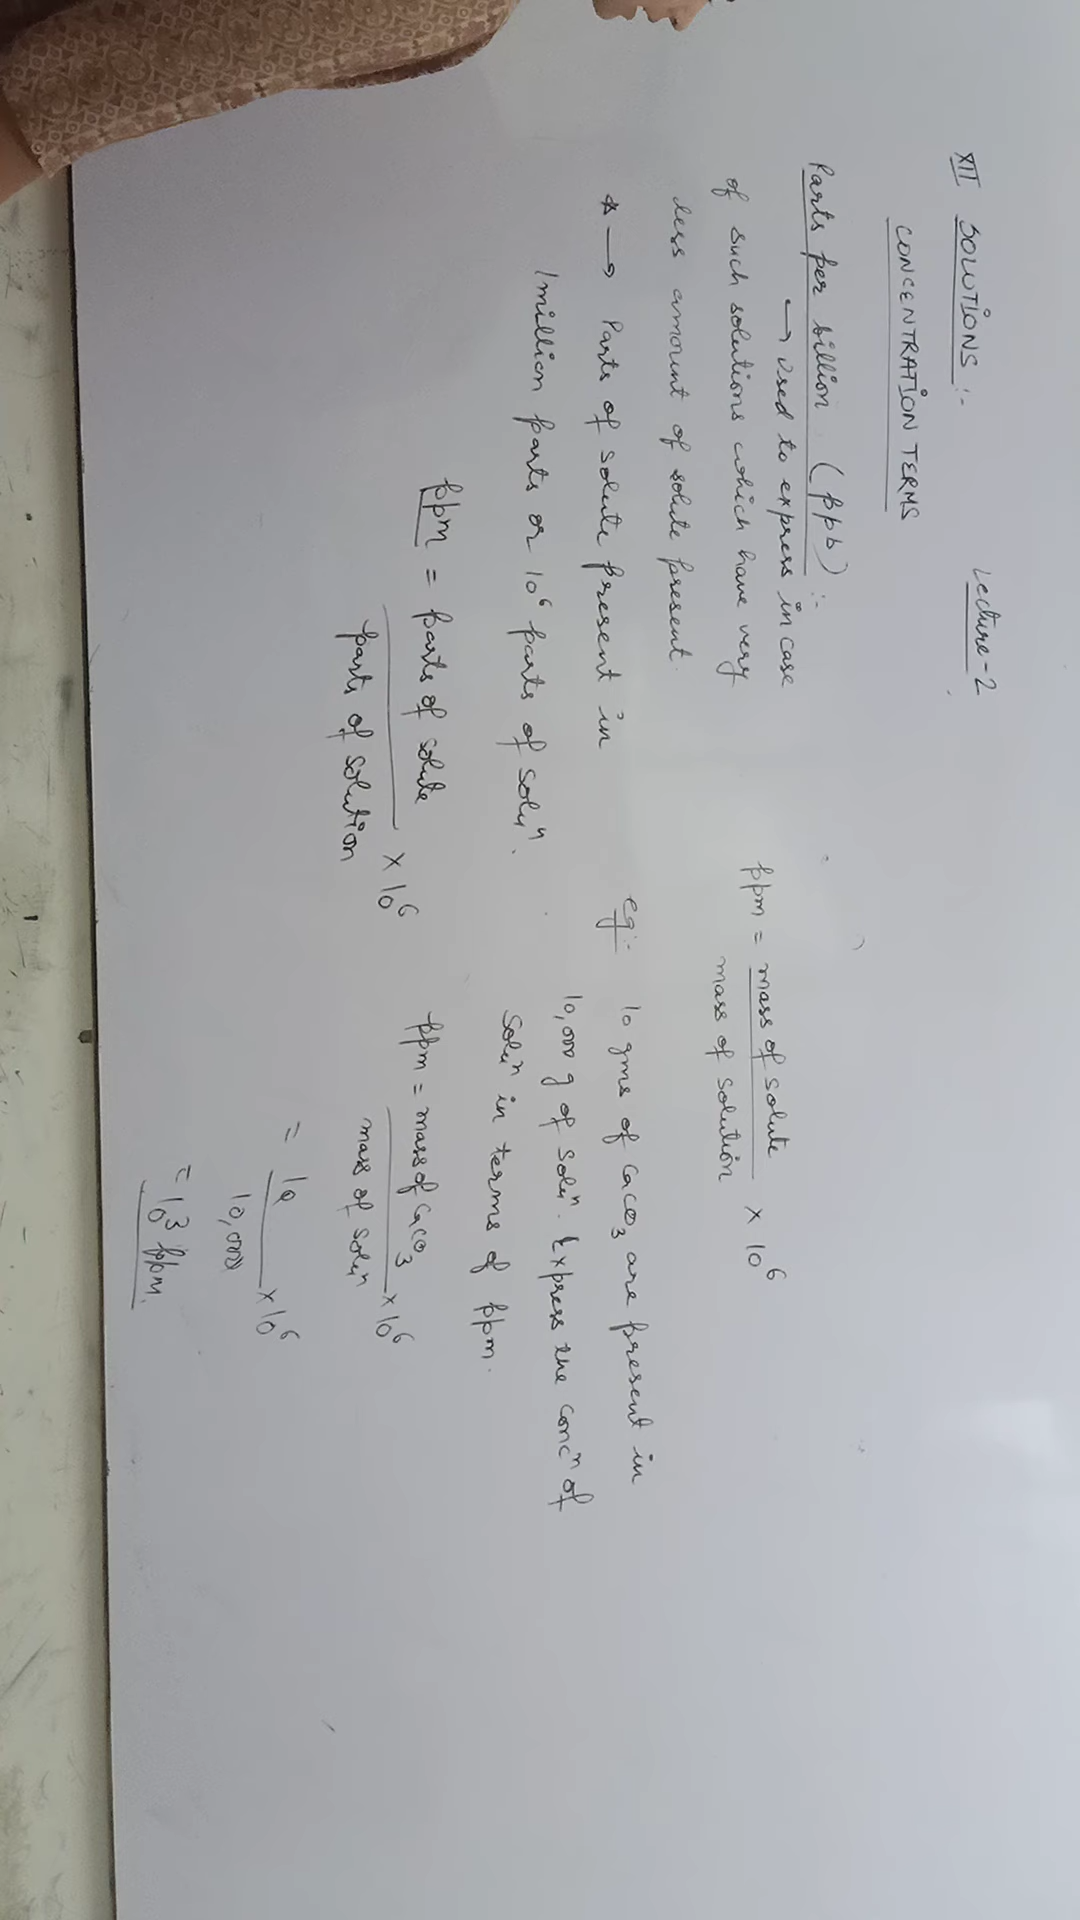 XII SOLUTIONS :-
Lecture-2
CONCENTRATION TERMS
Parts per billion (ppb) :-
→ Used to express in case
of such solutions which have very
less amount of solute present.
* → Parts of solute present in
1 million parts or 10⁶ parts of soluⁿ.
ppm = parts of solute
parts of solution
× 10⁶
ppm = mass of solute
mass of solution
× 10⁶
eg:- 10 gms of CaCO₃ are present in
10,000 g of soluⁿ. Express the concⁿ of
soluⁿ in terms of ppm.
ppm = mass of CaCO₃
mass of soluⁿ
× 10⁶
= 10
10,000
× 10⁶
= 10³ ppm.